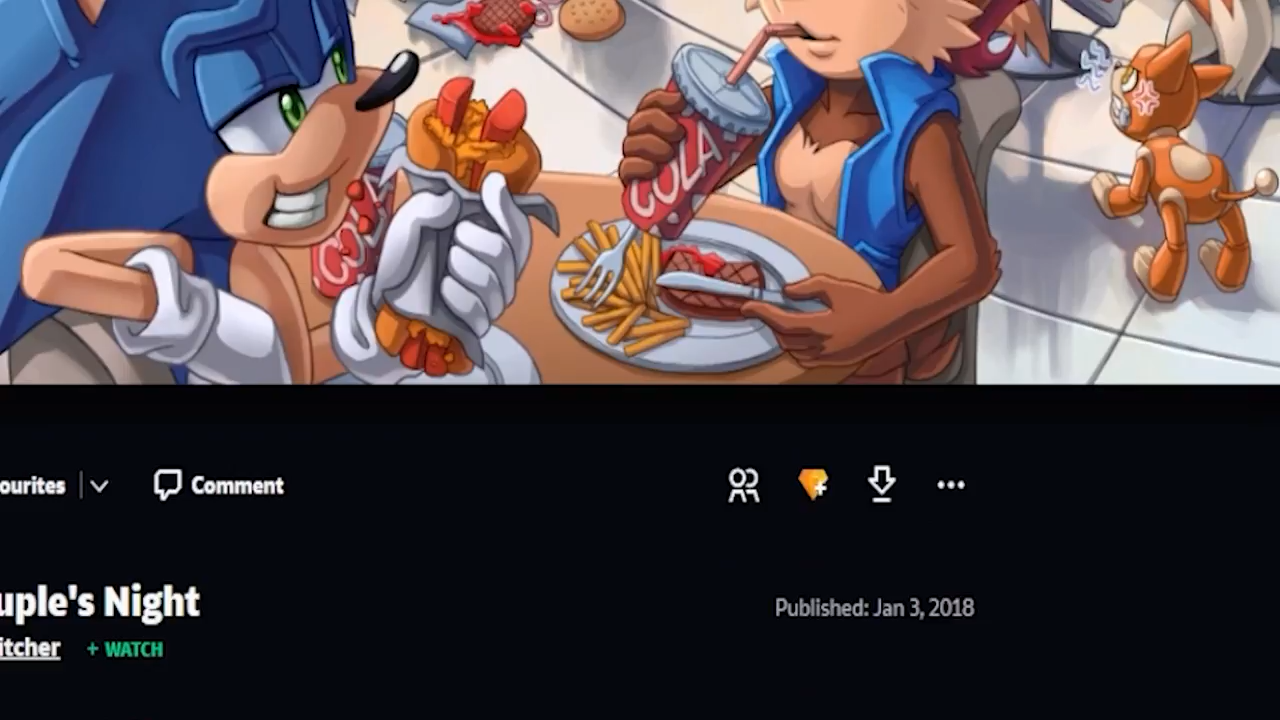 COLA
COLA
ourites
Comment
uple's Night
Published: Jan 3, 2018
itcher
+ WATCH